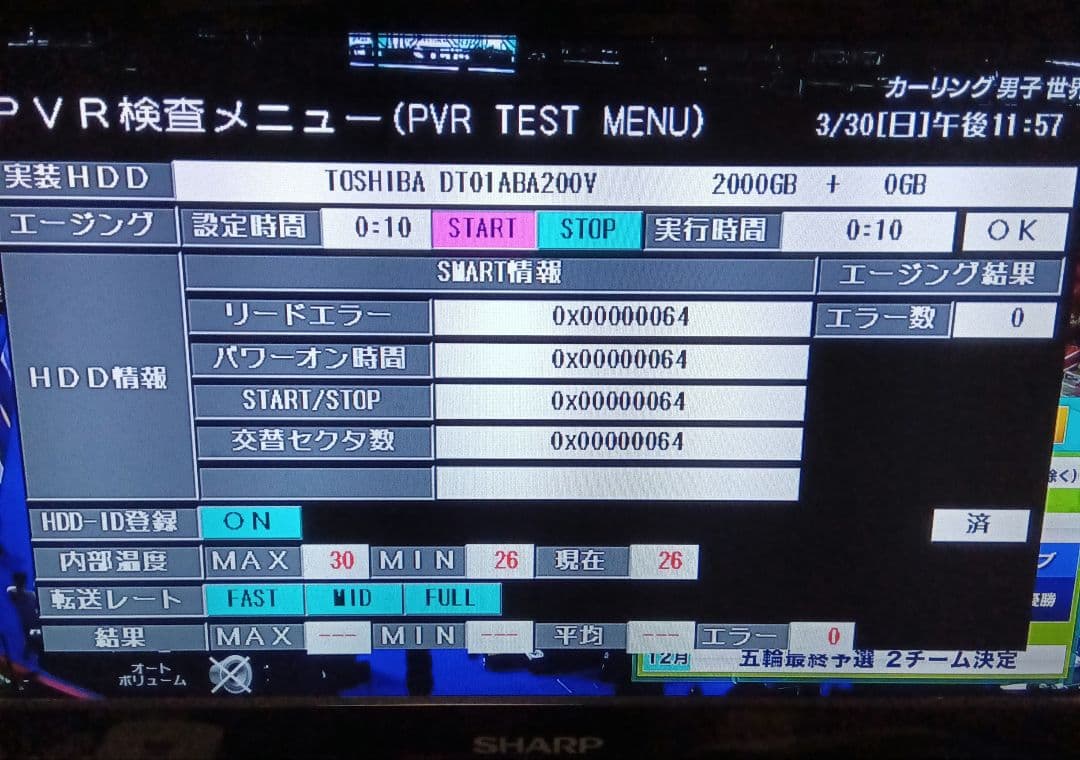 カーリング男子世界
PVR検査メニュー(PVR TEST MENU)
3/30[日]午後11:57
実装HDD TOSHIBA DT01ABA200V 2000GB + 0GB
エージング 設定時間 0:10 START STOP 実行時間 0:10 OK
SMART情報 エージング結果
リードエラー 0x00000064 エラー数 0
HDD情報
パワーオン時間 0x00000064
START/STOP 0x00000064
交替セクタ数 0x00000064
除く)
HDD-ID登録 ON 済
内部温度 MAX 30 MIN 26 現在 26
プ
転送レート FAST MID FULL
優勝
結果 MAX --- MIN --- 平均 --- エラー 0
12月 五輪最終予選 2チーム決定
オート
ボリューム
SHARP